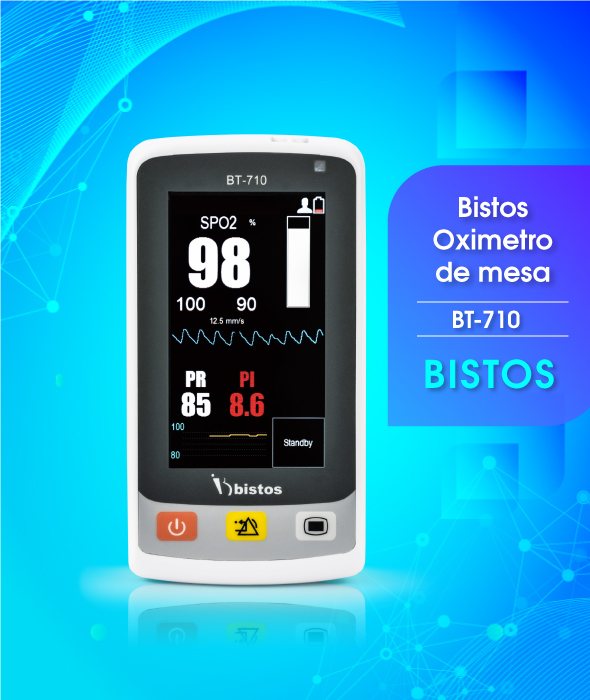 BT-710
SPO2 %
98
100 90
12.5 mm/s
PR PI
85 8.6
100
80
Standby
bistos
Bistos
Oximetro
de mesa
BT-710
BISTOS